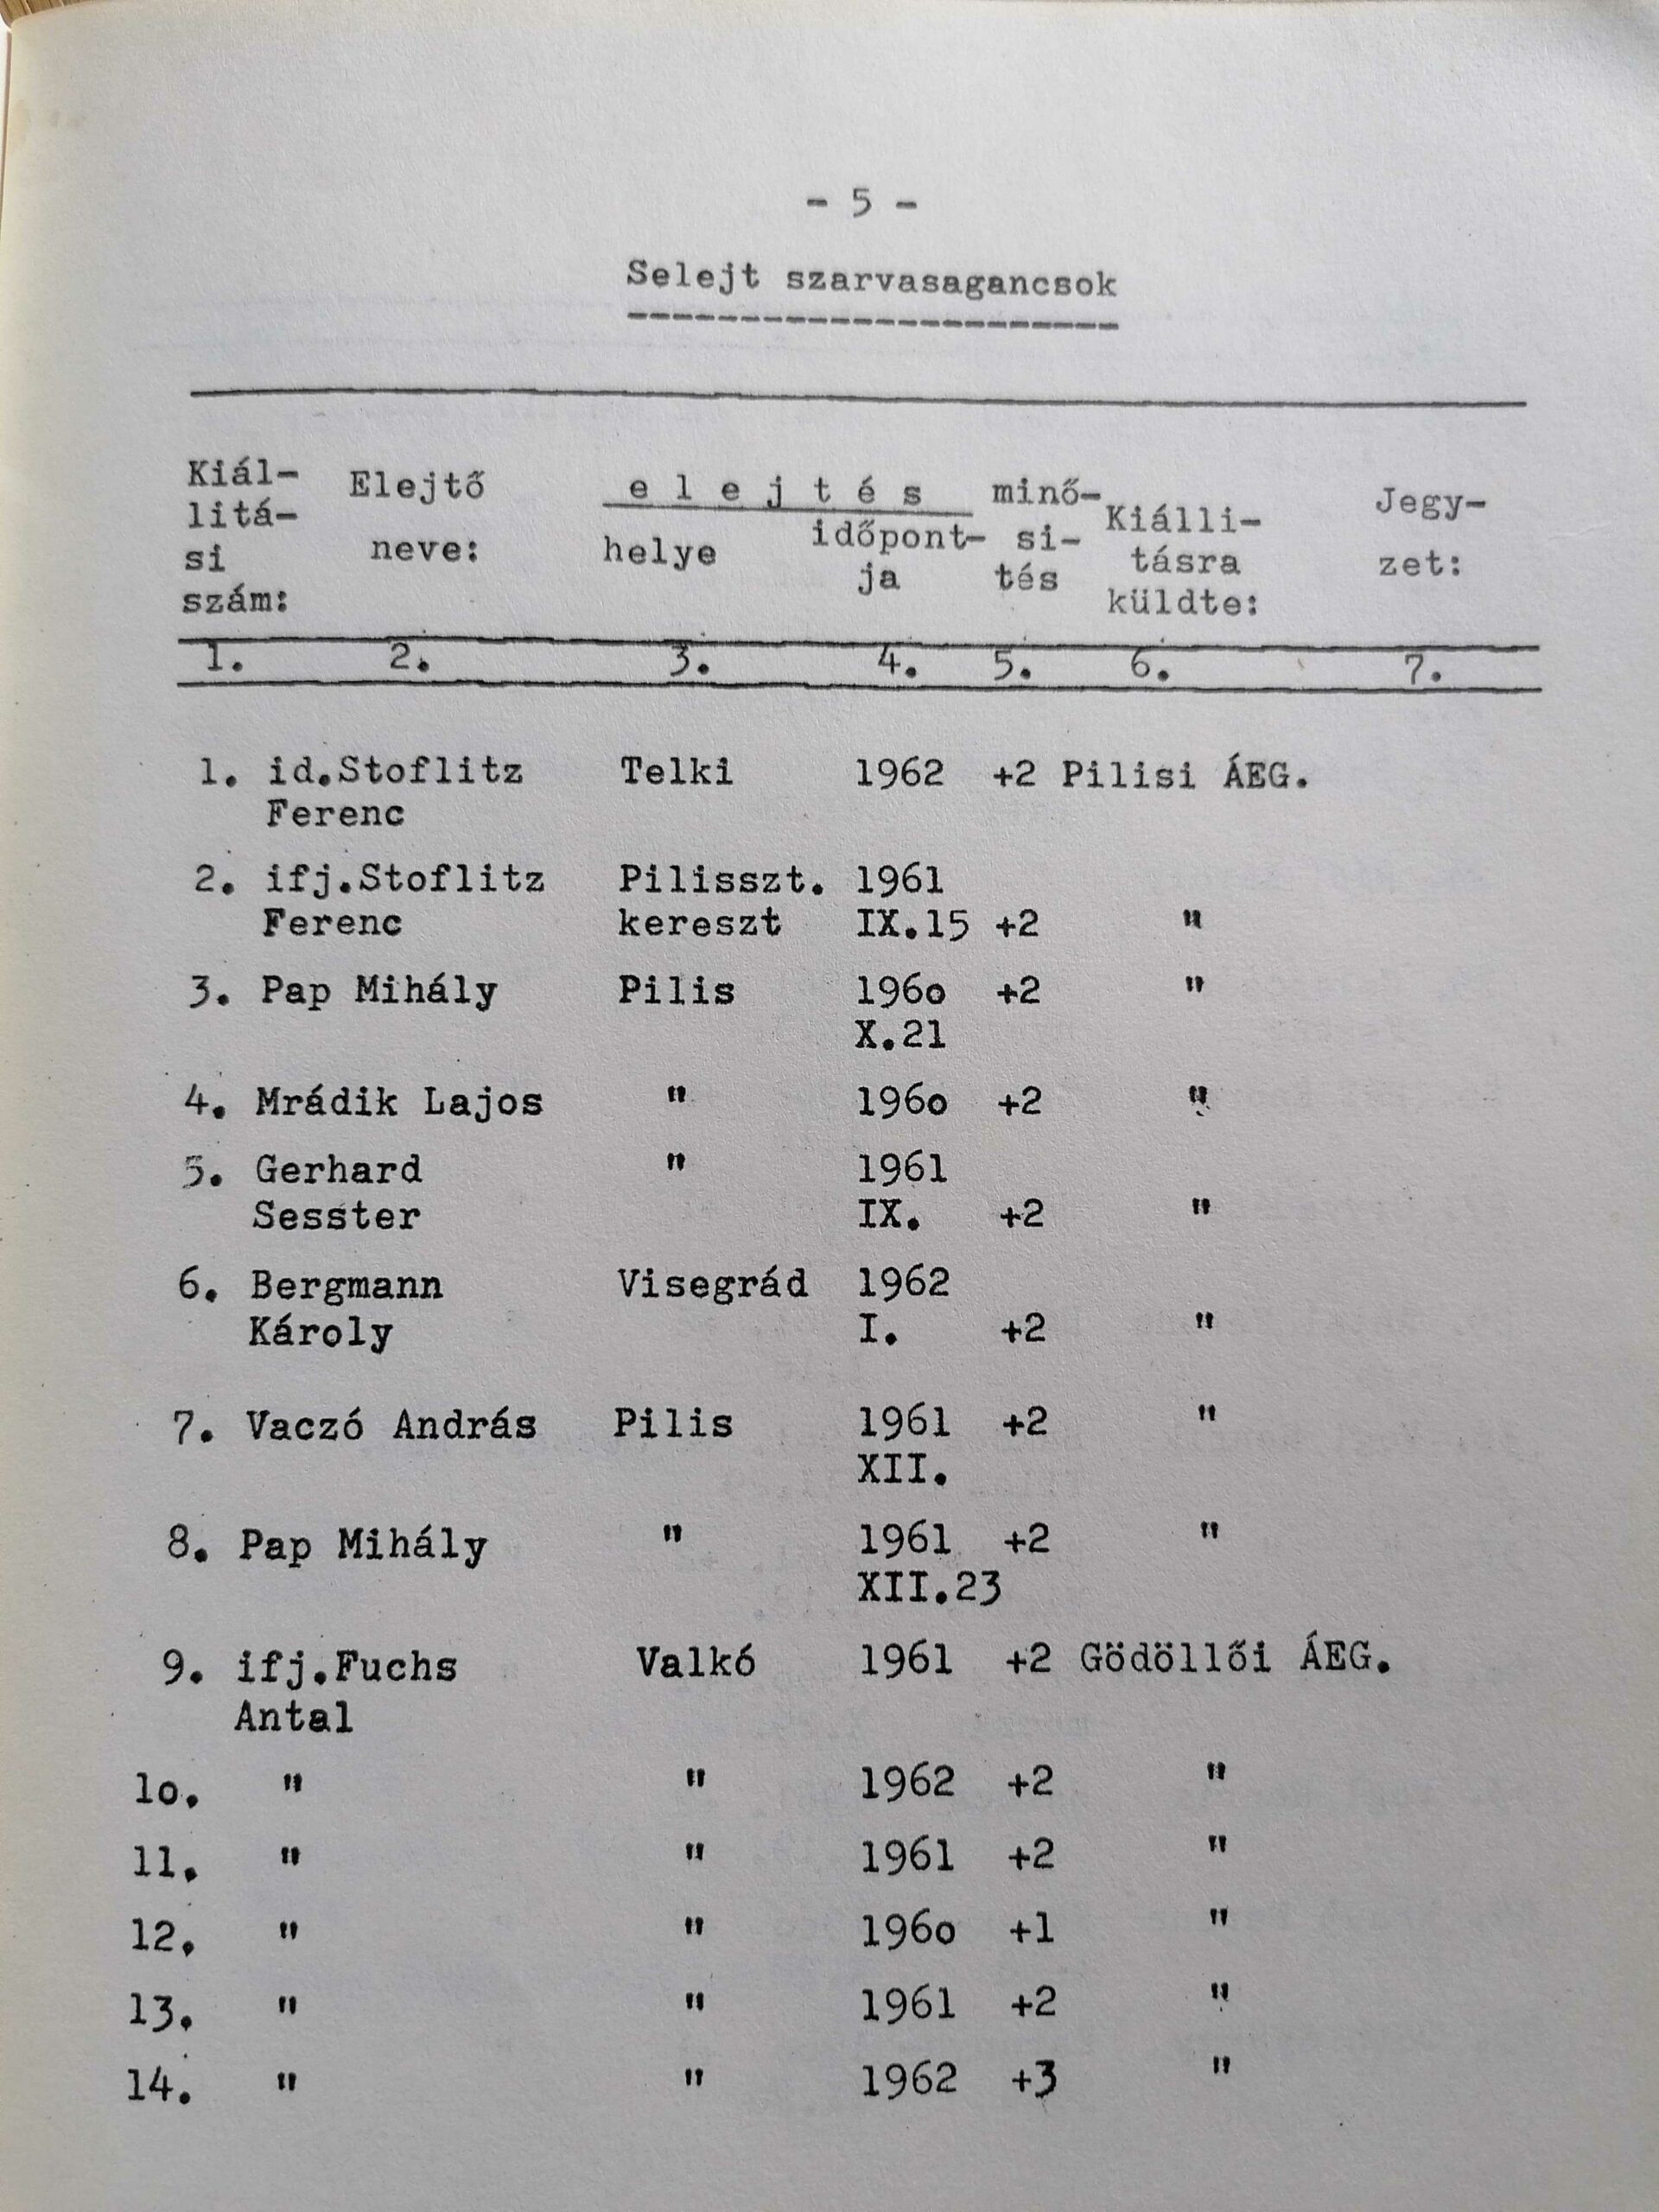 - 5 -
Selejt szarvasagancsok
Kiál- Elejtő e l e j t é s minő- Kiálli- Jegy-
litá- neve: helye időpont- si- tásra zet:
si ja tés küldte:
szám:
1. 2. 3. 4. 5. 6. 7.
1. id.Stoflitz Telki 1962 +2 Pilisi ÁEG.
Ferenc
2. ifj.Stoflitz Pilisszt. 1961
Ferenc kereszt IX.15 +2 "
3. Pap Mihály Pilis 196o +2 "
X.21
4. Mrádik Lajos " 196o +2 "
5. Gerhard " 1961
Sesster IX. +2 "
6. Bergmann Visegrád 1962
Károly I. +2 "
7. Vaczó András Pilis 1961 +2 "
XII.
8. Pap Mihály " 1961 +2 "
XII.23
9. ifj.Fuchs Valkó 1961 +2 Gödöllői ÁEG.
Antal
lo. " " 1962 +2 "
11. " " 1961 +2 "
12. " " 196o +1 "
13. " " 1961 +2 "
14. " " 1962 +3 "